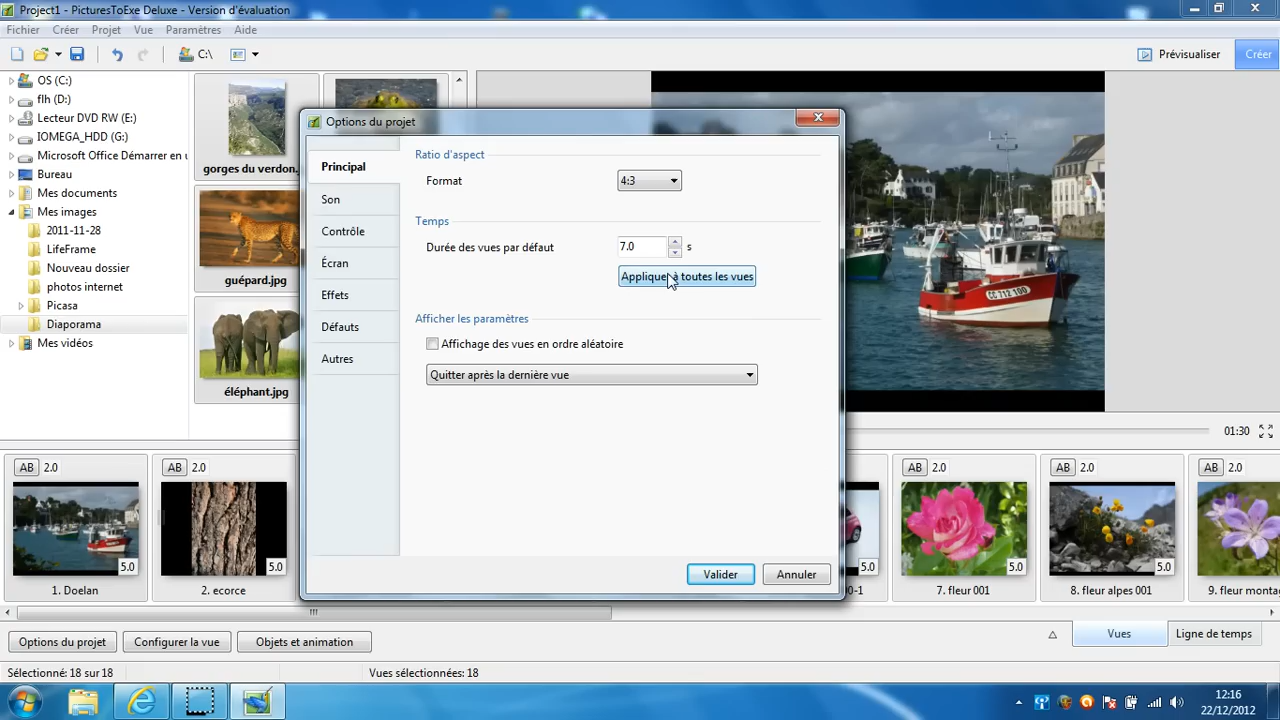 Project1 - PicturesToExe Deluxe - Version d'évaluation
Fichier Créer Projet Vue Paramètres Aide
C:\ Prévisualiser Créer
OS (C:)
flh (D:)
Lecteur DVD RW (E:)
IOMEGA_HDD (G:)
Microsoft Office Démarrer en
Bureau
Mes documents
Mes images
2011-11-28
LifeFrame
Nouveau dossier
photos internet
Picasa
Diaporama
Mes vidéos
gorges du verdon...
guépard.jpg
éléphant.jpg
Options du projet
Principal
Son
Contrôle
Écran
Effets
Défauts
Autres
Ratio d'aspect
Format 4:3
Temps
Durée des vues par défaut 7.0 s
Appliquer à toutes les vues
Afficher les paramètres
Affichage des vues en ordre aléatoire
Quitter après la dernière vue
Valider Annuler
CC 712 100
01:30
AB 2.0 AB 2.0 AB 2.0 AB 2.0 AB 2.0
5.0 5.0 5.0 5.0 5.0
1. Doelan 2. ecorce 00-1 7. fleur 001 8. fleur alpes 001 9. fleur monta
Options du projet Configurer la vue Objets et animation Vues Ligne de temps
Sélectionné: 18 sur 18 Vues sélectionnées: 18
12:16
22/12/2012